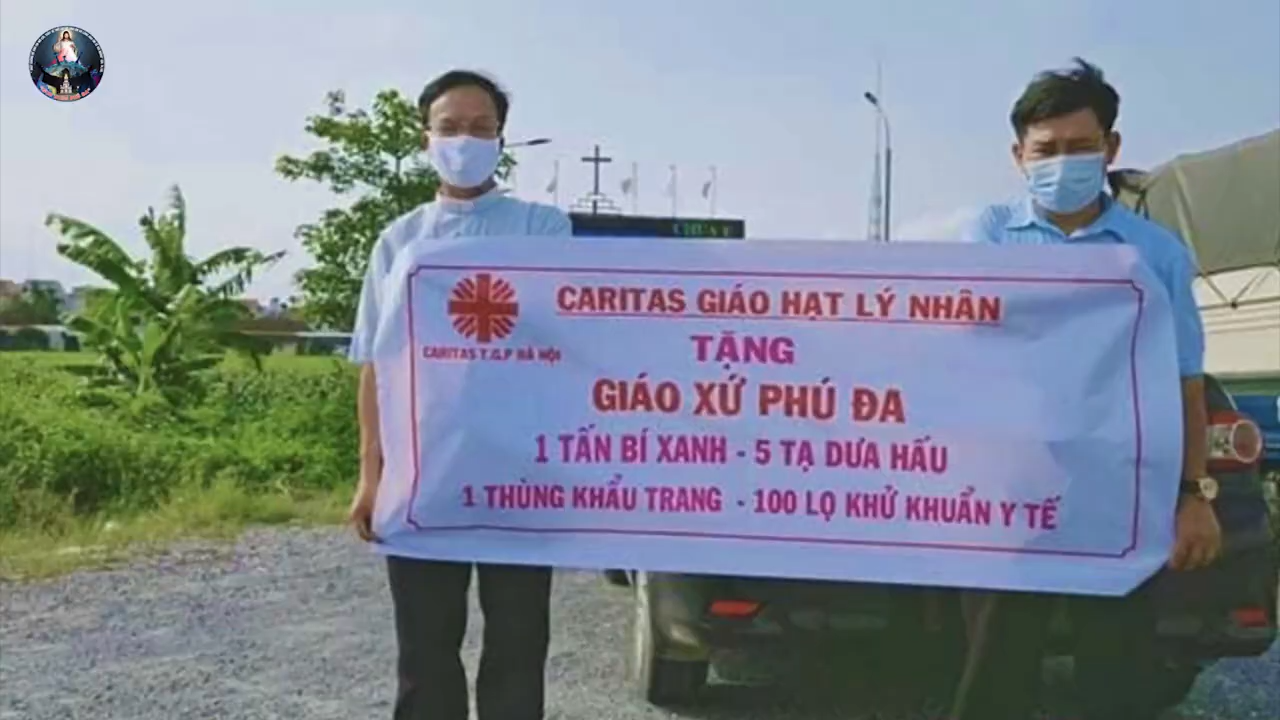 CHÚA Y
CARITAS GIÁO HẠT LÝ NHÂN
CARITAS T.G.P HÀ NỘI
TẶNG
GIÁO XỨ PHÚ ĐA
1 TẤN BÍ XANH - 5 TẠ DƯA HẤU
1 THÙNG KHẨU TRANG - 100 LỌ KHỬ KHUẨN Y TẾ